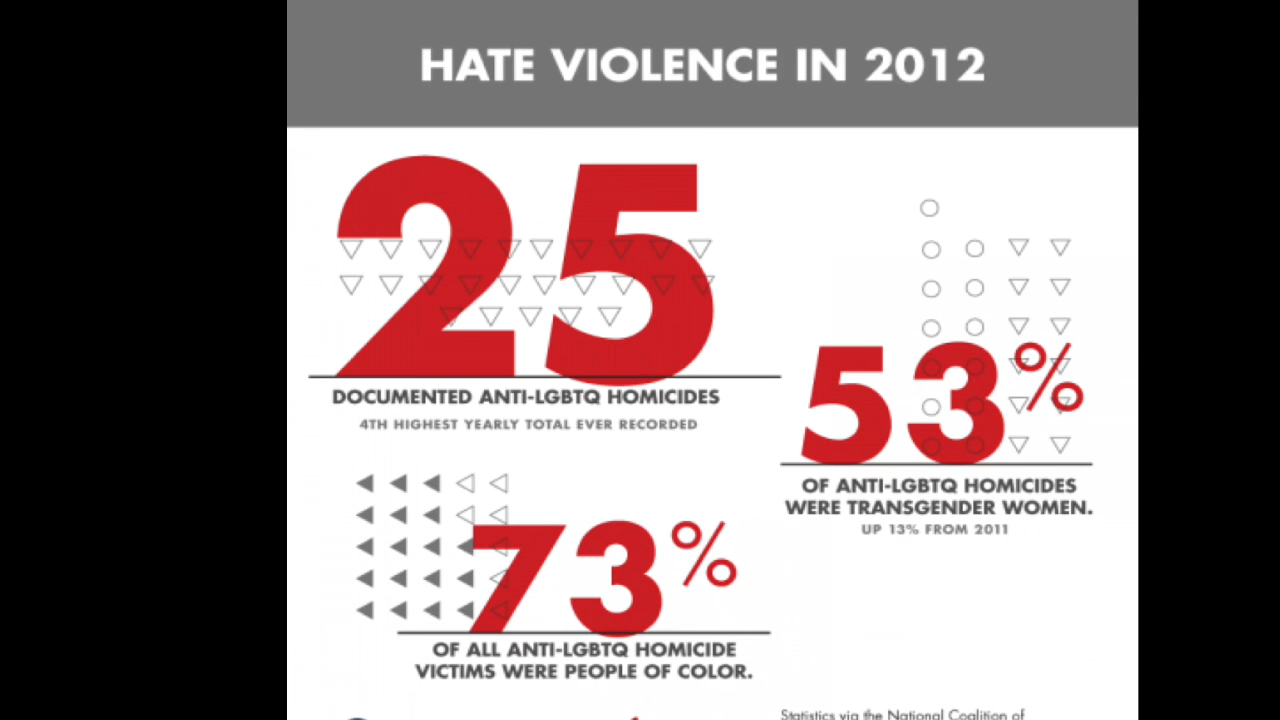 HATE VIOLENCE IN 2012
25
DOCUMENTED ANTI-LGBTQ HOMICIDES
4TH HIGHEST YEARLY TOTAL EVER RECORDED
53%
OF ANTI-LGBTQ HOMICIDES
WERE TRANSGENDER WOMEN.
UP 13% FROM 2011
73%
OF ALL ANTI-LGBTQ HOMICIDE
VICTIMS WERE PEOPLE OF COLOR.
Statistics via the National Coalition of